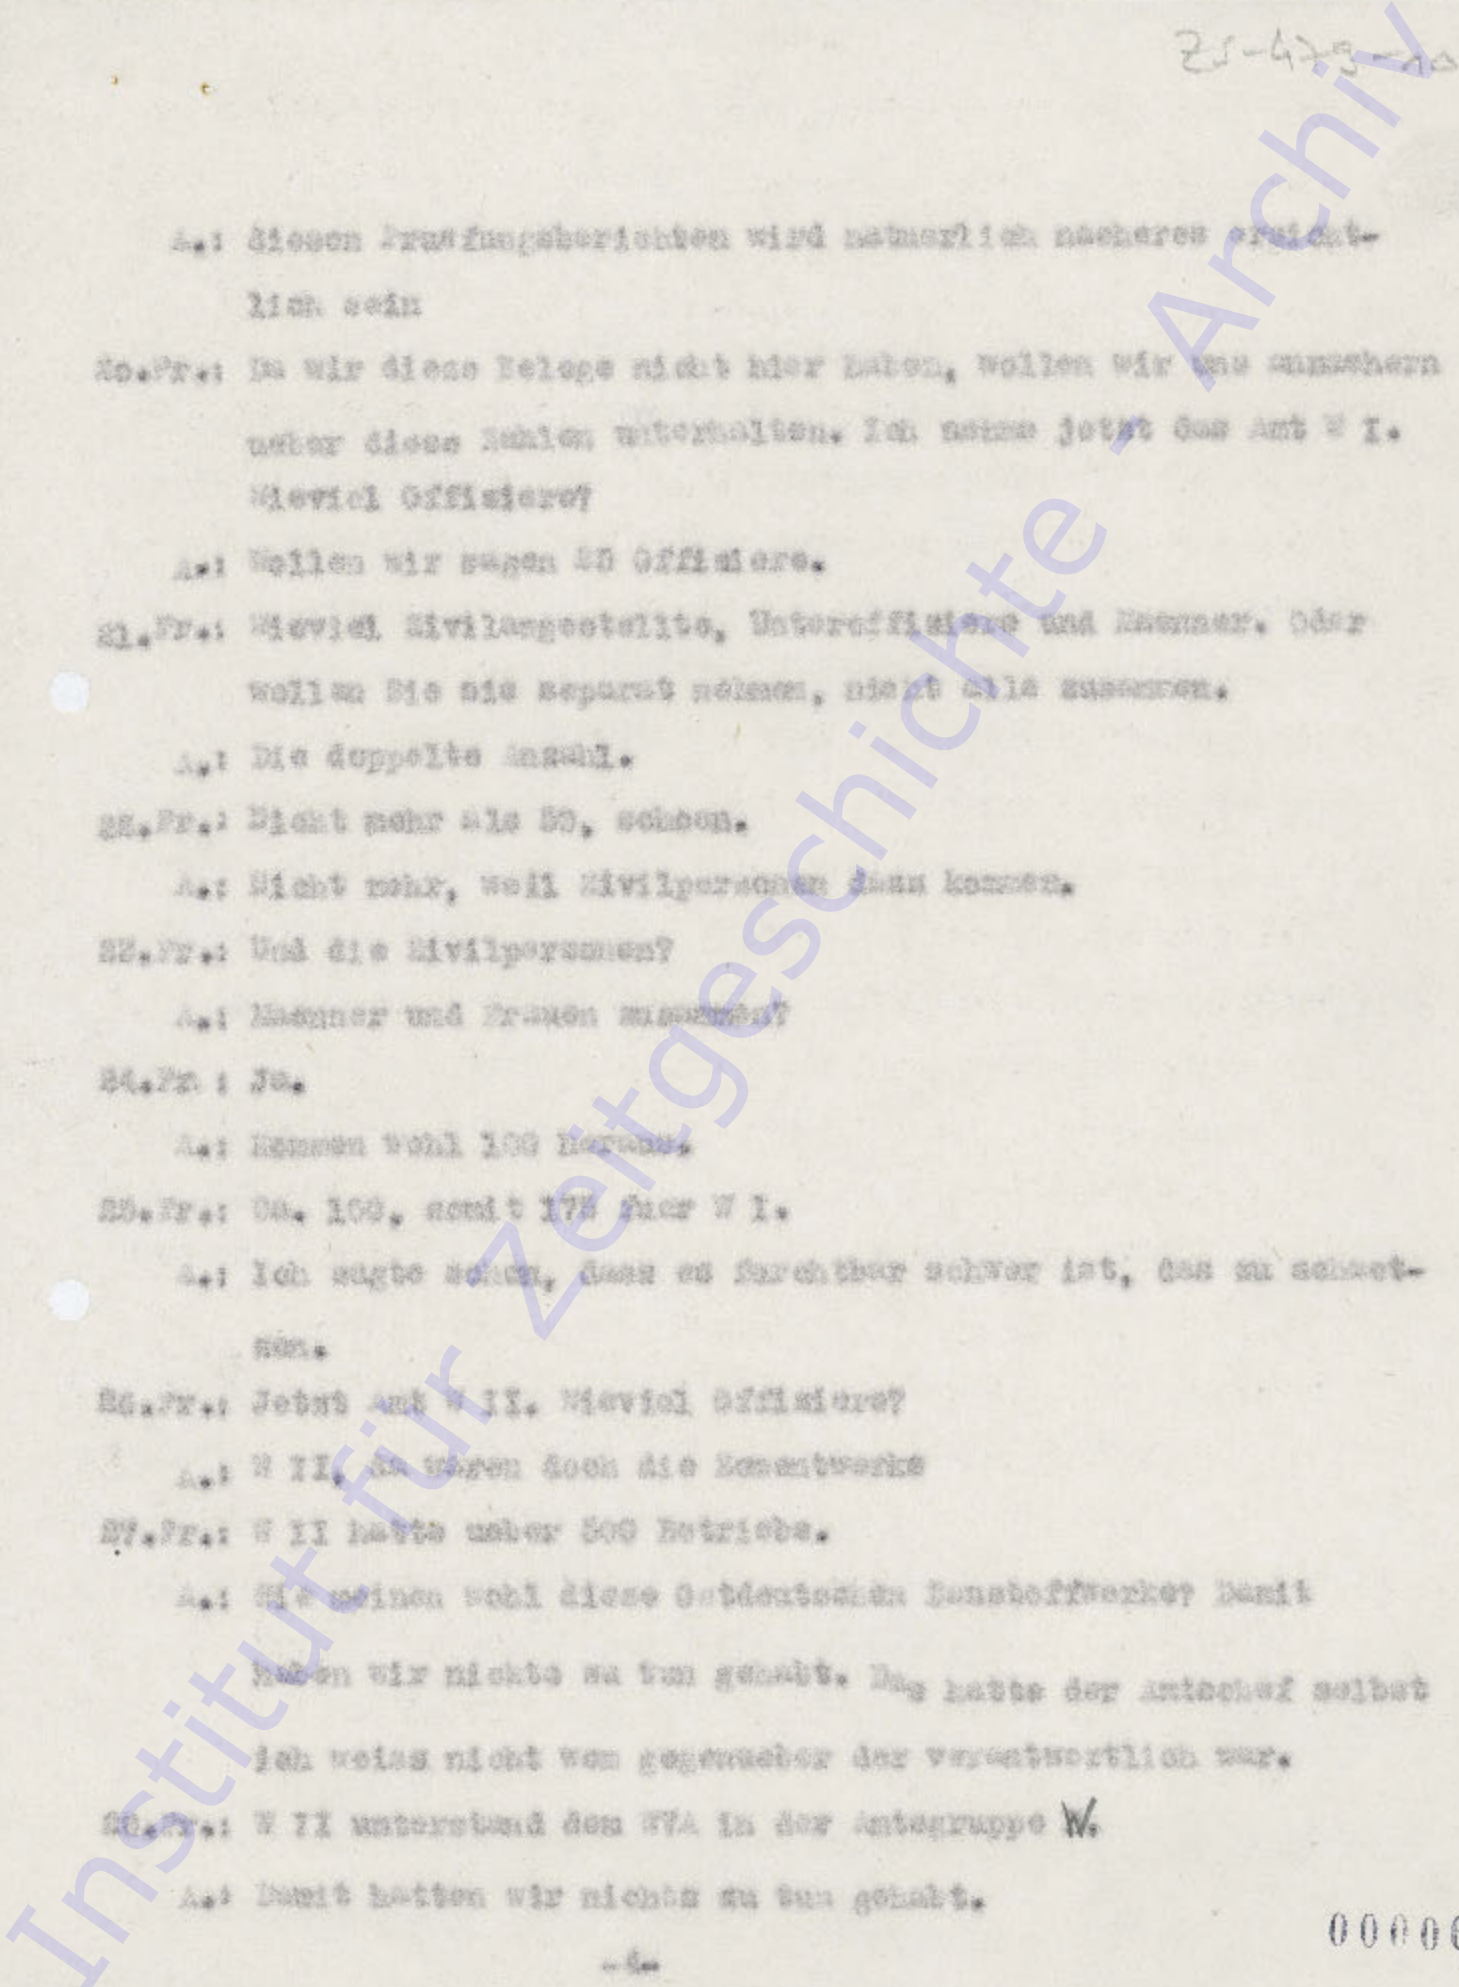 ZS-479-10
A.: diesen Pruefungsberichten wird natuerlich naeheres ersicht-
lich sein
20.Fr.: Da wir diese Belege nicht hier haben, wollen wir uns annaehern
ueber diese Zahlen unterhalten. Ich nehme jetzt das Amt W I.
Wieviel Offiziere?
A.: Wollen wir sagen 25 Offiziere.
21.Fr.: Wieviel Zivilangestellte, Unteroffiziere und Maenner. Oder
wollen Sie sie separat nehmen, nicht alle zusammen.
A.: Die doppelte Anzahl.
22.Fr.: Nicht mehr als 50, schoen.
A.: Nicht mehr, weil Zivilpersonen dazu kommen.
23.Fr.: Und die Zivilpersonen?
A.: Maenner und Frauen zusammen?
24.Fr : Ja.
A.: Kommen wohl 100 heraus.
25.Fr.: Ca. 100, somit 175 fuer W I.
A.: Ich sagte schon, dass es furchtbar schwer ist, das zu schaet-
zen.
26.Fr.: Jetzt Amt W II. Wieviel Offiziere?
A.: W II, da waren doch die Zementwerke
27.Fr.: W II hatte ueber 300 Betriebe.
A.: Sie meinen wohl diese Ostdeutschen Baustoffwerke? Damit
haben wir nichts zu tun gehabt. Das hatte der Amtschef selbst
ich weiss nicht wem gegenueber der verantwortlich war.
28.Fr.: W II unterstand dem WVA in der Amtsgruppe W.
A.: Damit hatten wir nichts zu tun gehabt.
0000
Institut für Zeitgeschichte - Archiv